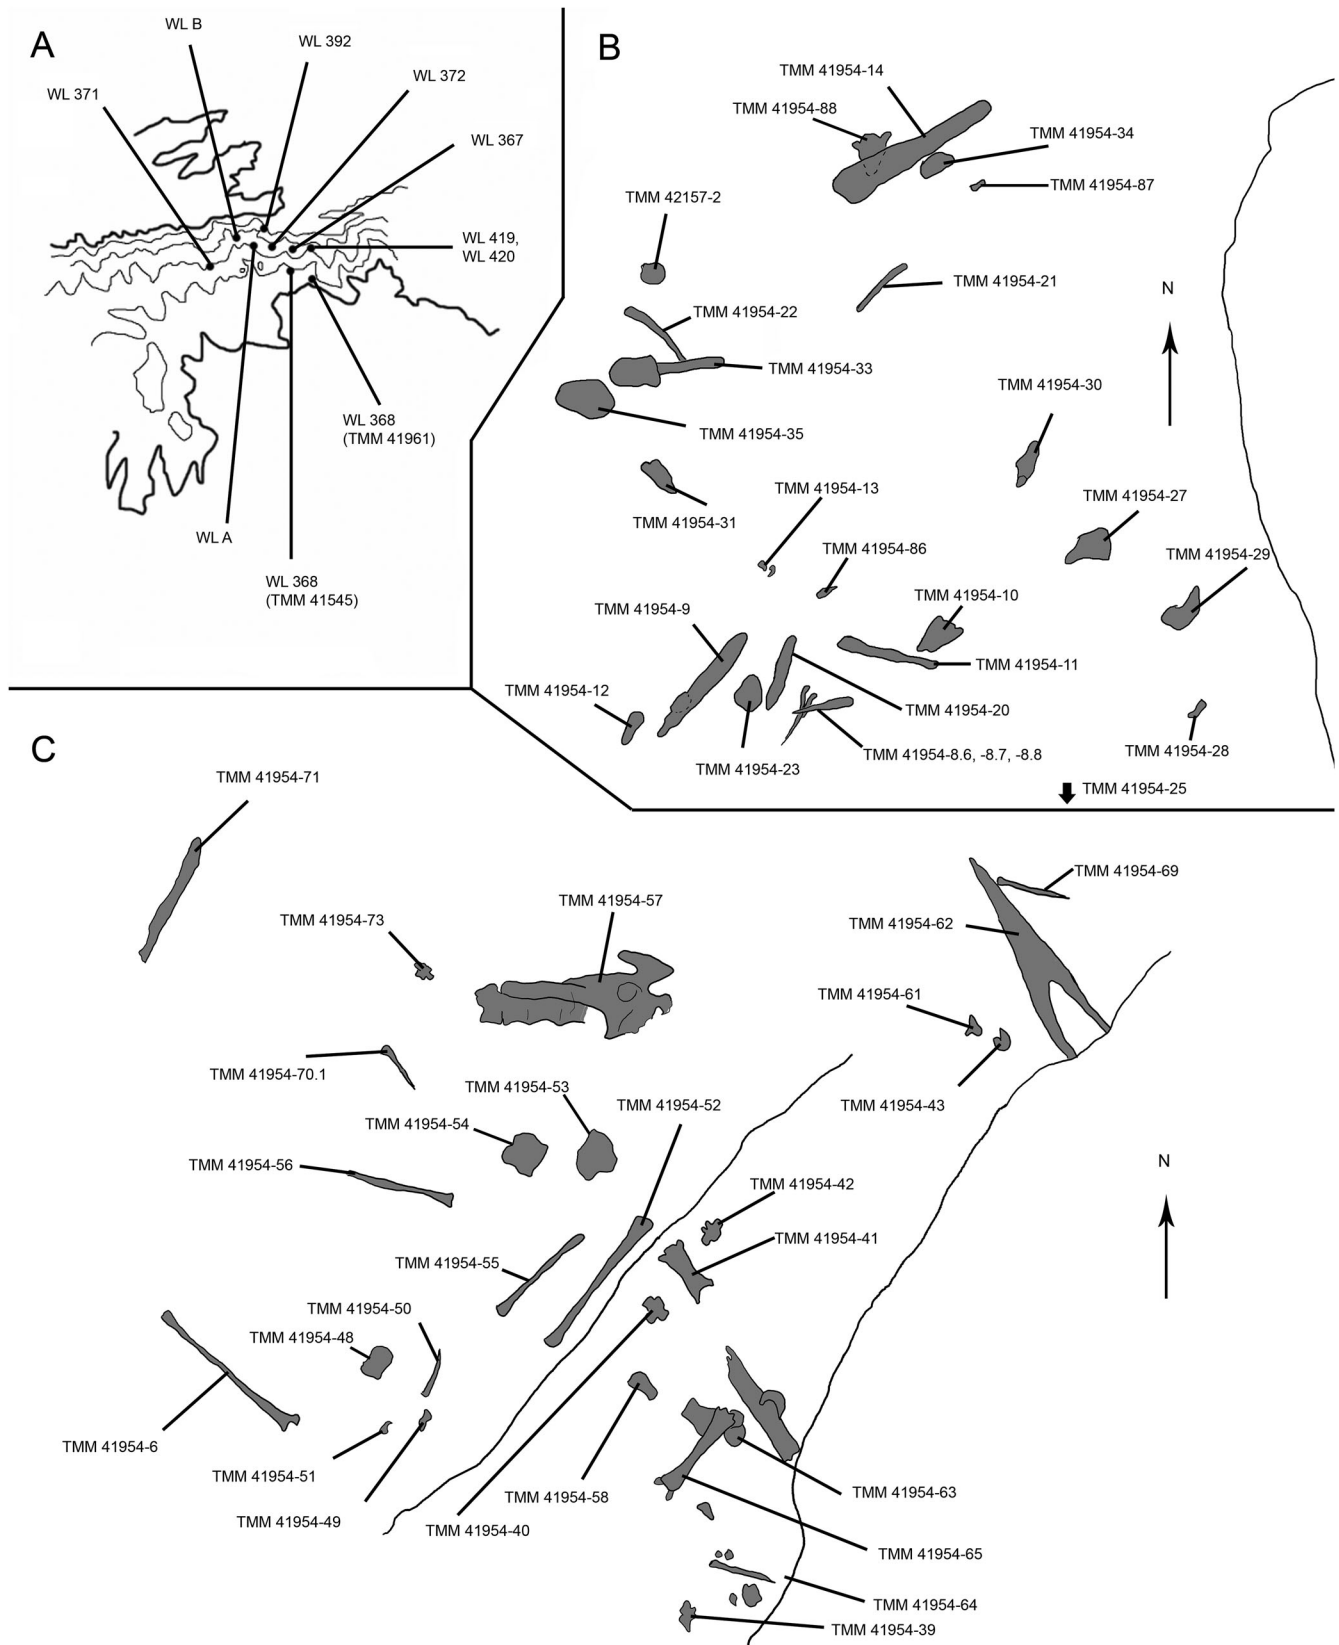 A
WL B
WL 392
WL 372
WL 371
WL 367
WL 419,
WL 420
WL 368
(TMM 41961)
WL A
WL 368
(TMM 41545)
B
TMM 41954-14
TMM 41954-88
TMM 41954-34
TMM 41954-87
TMM 42157-2
TMM 41954-21
N
TMM 41954-22
TMM 41954-33
TMM 41954-30
TMM 41954-35
TMM 41954-13
TMM 41954-27
TMM 41954-31
TMM 41954-86
TMM 41954-29
TMM 41954-10
TMM 41954-9
TMM 41954-11
TMM 41954-12
TMM 41954-20
TMM 41954-8.6, -8.7, -8.8
TMM 41954-28
TMM 41954-23
TMM 41954-25
C
TMM 41954-71
TMM 41954-69
TMM 41954-57
TMM 41954-73
TMM 41954-62
TMM 41954-61
TMM 41954-70.1
TMM 41954-53
TMM 41954-52
TMM 41954-43
TMM 41954-54
TMM 41954-56
N
TMM 41954-42
TMM 41954-41
TMM 41954-55
TMM 41954-50
TMM 41954-48
TMM 41954-6
TMM 41954-51
TMM 41954-58
TMM 41954-63
TMM 41954-49
TMM 41954-40
TMM 41954-65
TMM 41954-64
TMM 41954-39